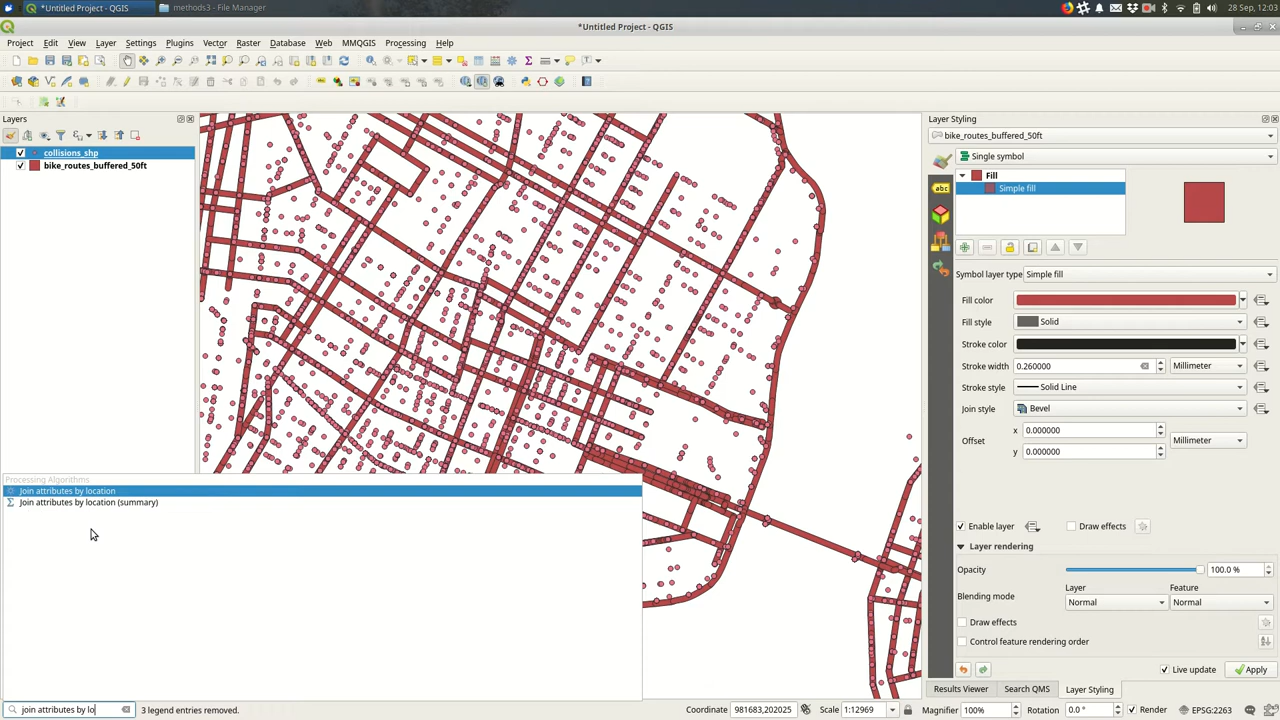 *Untitled Project - QGIS
methods3 - File Manager
28 Sep, 12:03
*Untitled Project - QGIS
Project Edit View Layer Settings Plugins Vector Raster Database Web MMQGIS Processing Help
Layers
collisions_shp
bike_routes_buffered_50ft
Layer Styling
bike_routes_buffered_50ft
Single symbol
Fill
Simple fill
Symbol layer type Simple fill
Fill color
Fill style Solid
Stroke color
Stroke width 0.260000 Millimeter
Stroke style Solid Line
Join style Bevel
x 0.000000
Offset Millimeter
y 0.000000
Enable layer Draw effects
Layer rendering
Opacity 100.0 %
Layer Feature
Blending mode Normal Normal
Draw effects
Control feature rendering order
Live update Apply
Results Viewer Search QMS Layer Styling
Processing Algorithms
Join attributes by location
Join attributes by location (summary)
join attributes by lo 3 legend entries removed. Coordinate 981683,202025 Scale 1:12969 Magnifier 100% Rotation 0.0 ° Render EPSG:2263